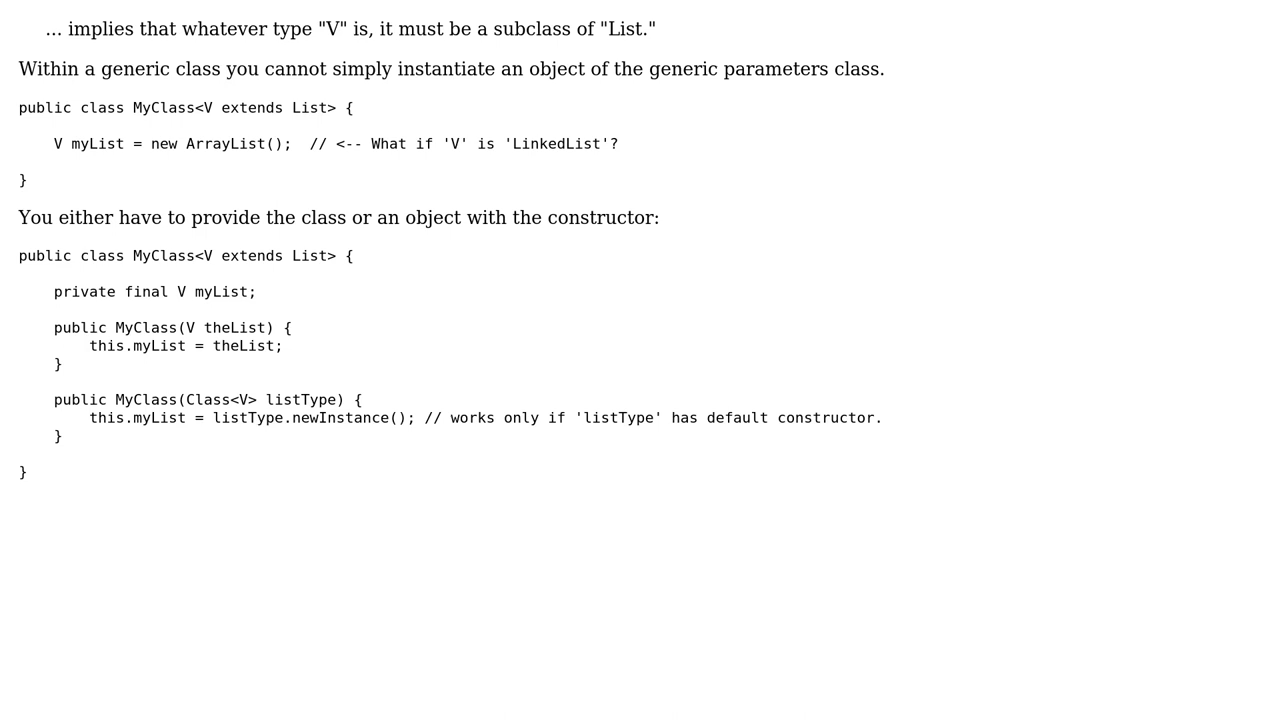 ... implies that whatever type "V" is, it must be a subclass of "List."
Within a generic class you cannot simply instantiate an object of the generic parameters class.
public class MyClass<V extends List> {
    V myList = new ArrayList();  // <-- What if 'V' is 'LinkedList'?
}
You either have to provide the class or an object with the constructor:
public class MyClass<V extends List> {
    private final V myList;
    public MyClass(V theList) {
        this.myList = theList;
    }
    public MyClass(Class<V> listType) {
        this.myList = listType.newInstance(); // works only if 'listType' has default constructor.
    }
}